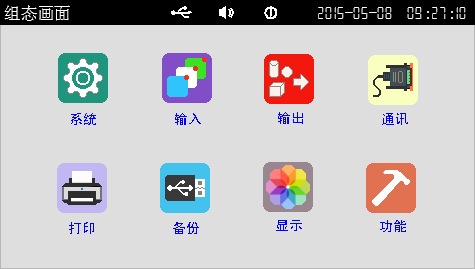 组态画面 2015-05-08 09:27:10
系统 输入 输出 通讯
打印 备份 显示 功能